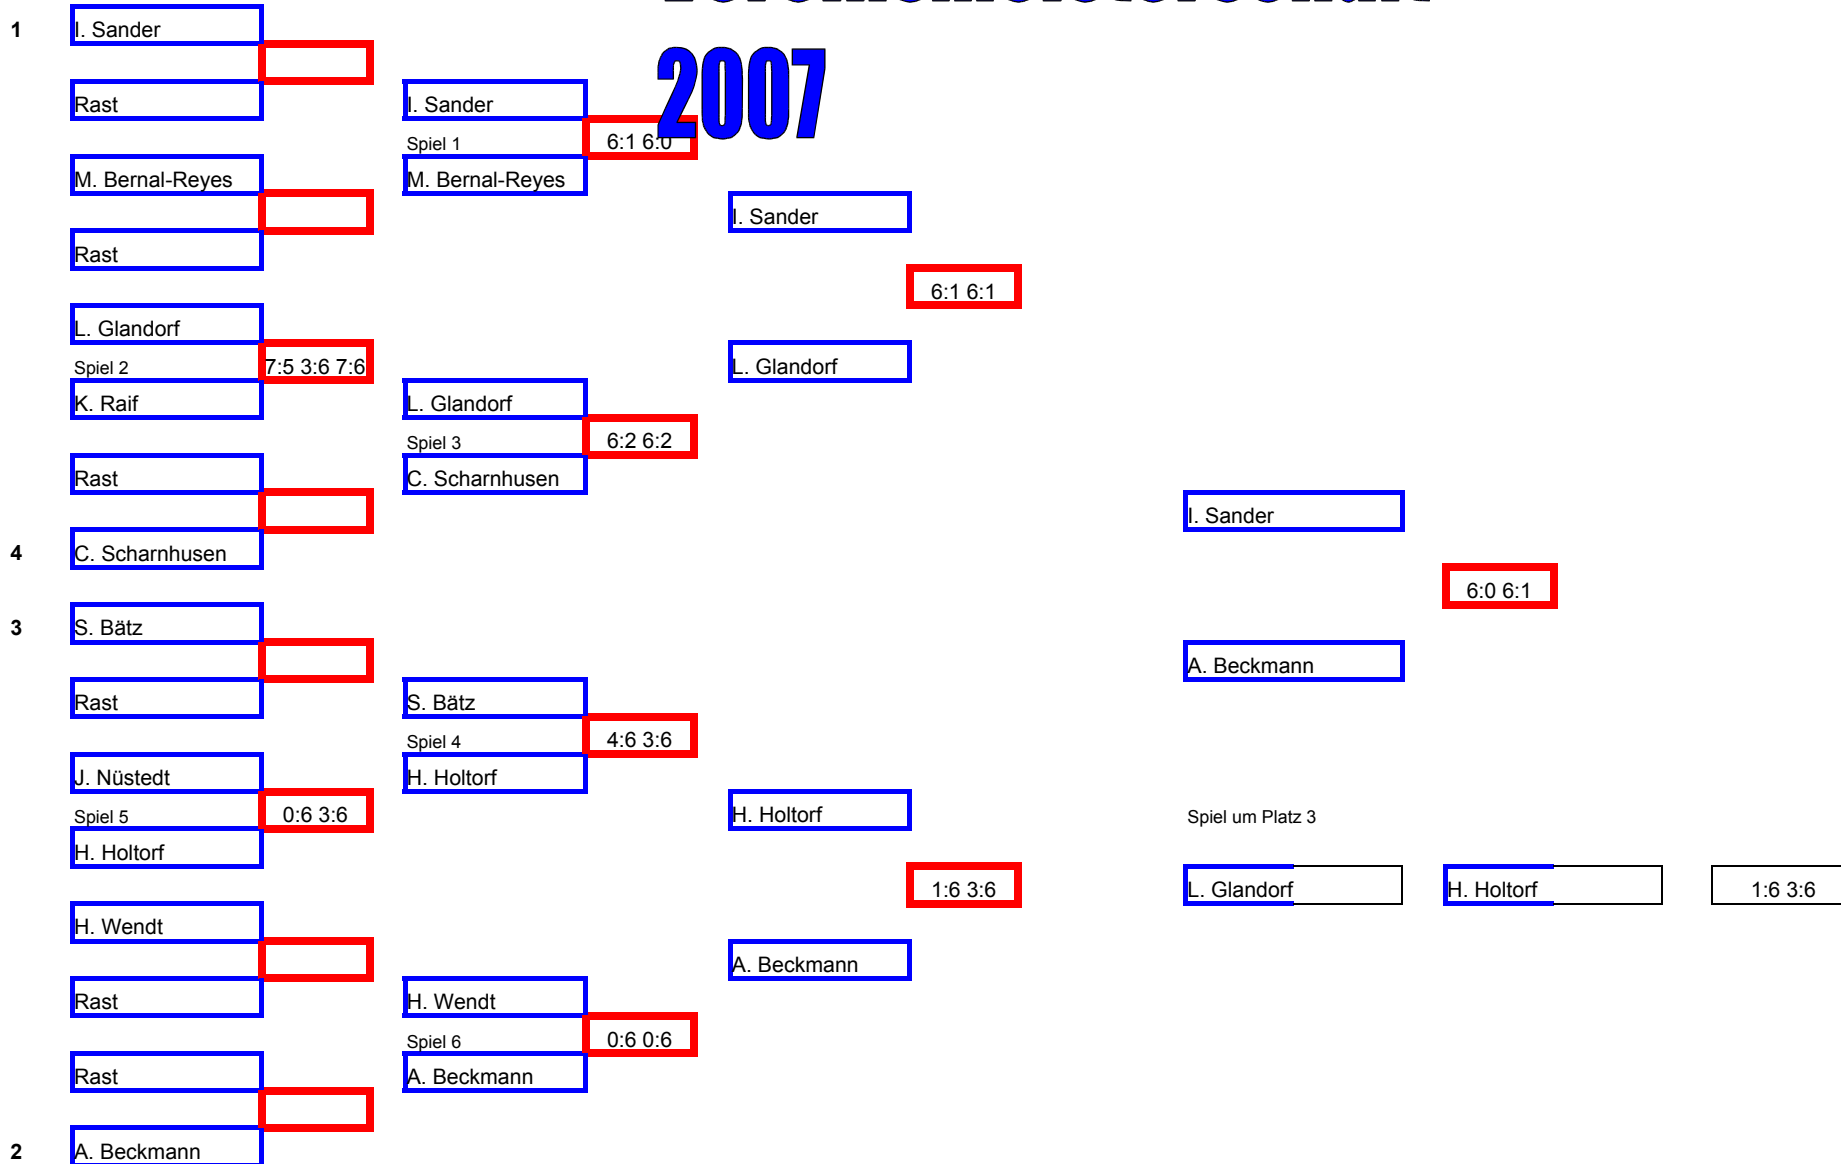 2007
1 I. Sander
Rast
I. Sander
Spiel 1 6:1 6:0
M. Bernal-Reyes M. Bernal-Reyes
I. Sander
Rast
6:1 6:1
L. Glandorf
Spiel 2 7:5 3:6 7:6 L. Glandorf
K. Raif L. Glandorf
Spiel 3 6:2 6:2
Rast C. Scharnhusen
I. Sander
4 C. Scharnhusen
6:0 6:1
3 S. Bätz
A. Beckmann
Rast S. Bätz
Spiel 4 4:6 3:6
J. Nüstedt H. Holtorf
Spiel 5 0:6 3:6 H. Holtorf Spiel um Platz 3
H. Holtorf
1:6 3:6 L. Glandorf H. Holtorf 1:6 3:6
H. Wendt
A. Beckmann
Rast H. Wendt
Spiel 6 0:6 0:6
Rast A. Beckmann
2 A. Beckmann